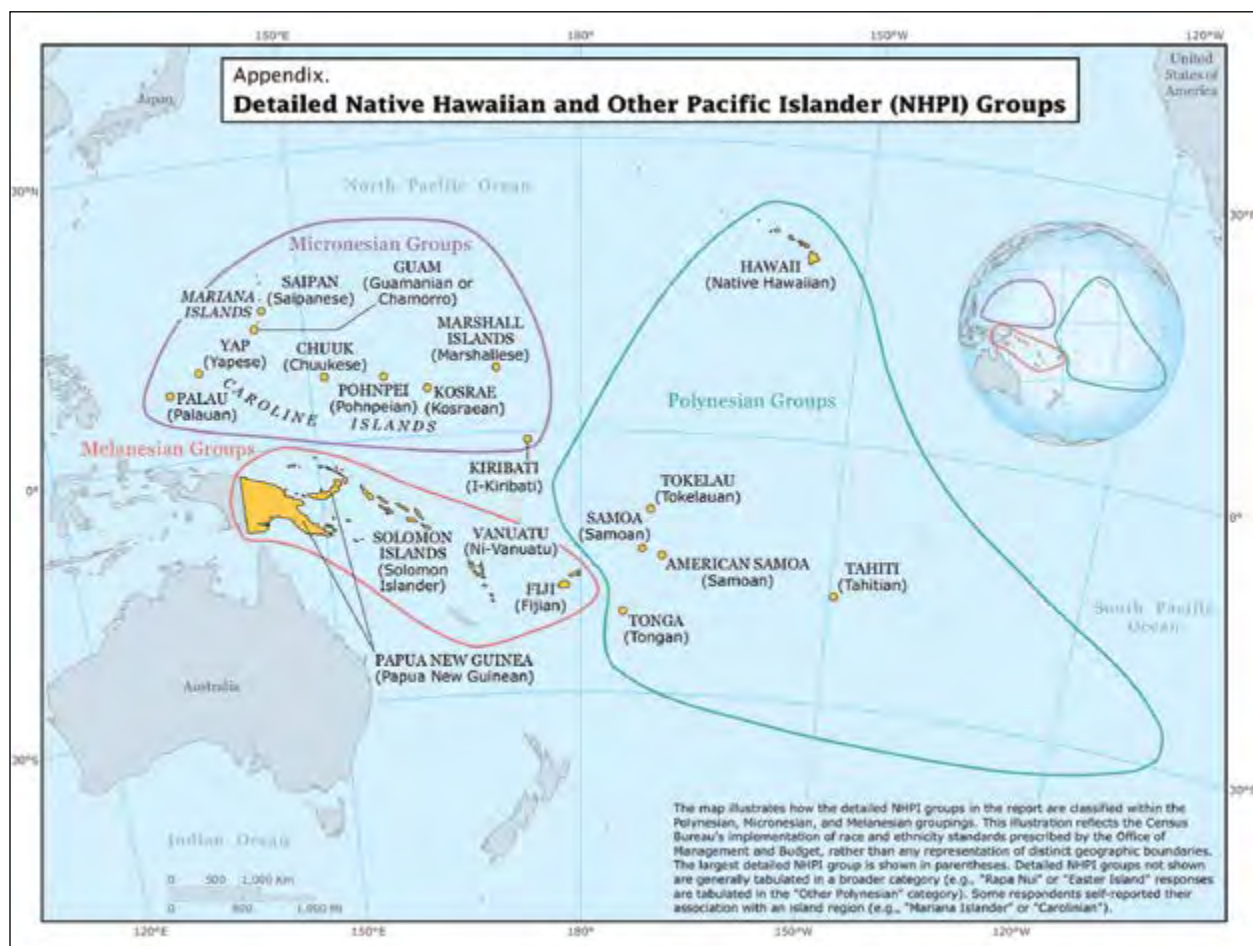 150°E 180° 150°W 120°W
Appendix.
Detailed Native Hawaiian and Other Pacific Islander (NHPI) Groups
United
States of
America
Japan
30°N
North Pacific Ocean
30°N
Micronesian Groups
GUAM
(Guamanian or
Chamorro)
SAIPAN
(Saipanese)
MARIANA
ISLANDS
HAWAII
(Native Hawaiian)
YAP
(Yapese)
CHUUK
(Chuukese)
MARSHALL
ISLANDS
(Marshallese)
PALAU
(Palauan)
CAROLINE
ISLANDS
POHNPEI
(Pohnpeian)
KOSRAE
(Kosraean)
Polynesian Groups
Melanesian Groups
KIRIBATI
(I-Kiribati)
0°
0°
TOKELAU
(Tokelauan)
SAMOA
(Samoan)
AMERICAN SAMOA
(Samoan)
TAHITI
(Tahitian)
SOLOMON
ISLANDS
(Solomon
Islander)
VANUATU
(Ni-Vanuatu)
FIJI
(Fijian)
TONGA
(Tongan)
South Pacific
Ocean
PAPUA NEW GUINEA
(Papua New Guinean)
Australia
30°S
30°S
Indian Ocean
0 500 1,000 Km
0 500 1,000 Mi
The map illustrates how the detailed NHPI groups in the report are classified within the
Polynesian, Micronesian, and Melanesian groupings. This illustration reflects the Census
Bureau's implementation of race and ethnicity standards prescribed by the Office of
Management and Budget, rather than any representation of distinct geographic boundaries.
The largest detailed NHPI group is shown in parentheses. Detailed NHPI groups not shown
are generally tabulated in a broader category (e.g., "Rapa Nui" or "Easter Island" responses
are tabulated in the "Other Polynesian" category). Some respondents self-reported their
association with an island region (e.g., "Mariana Islander" or "Carolinian").
120°E 150°E 180° 150°W 120°W